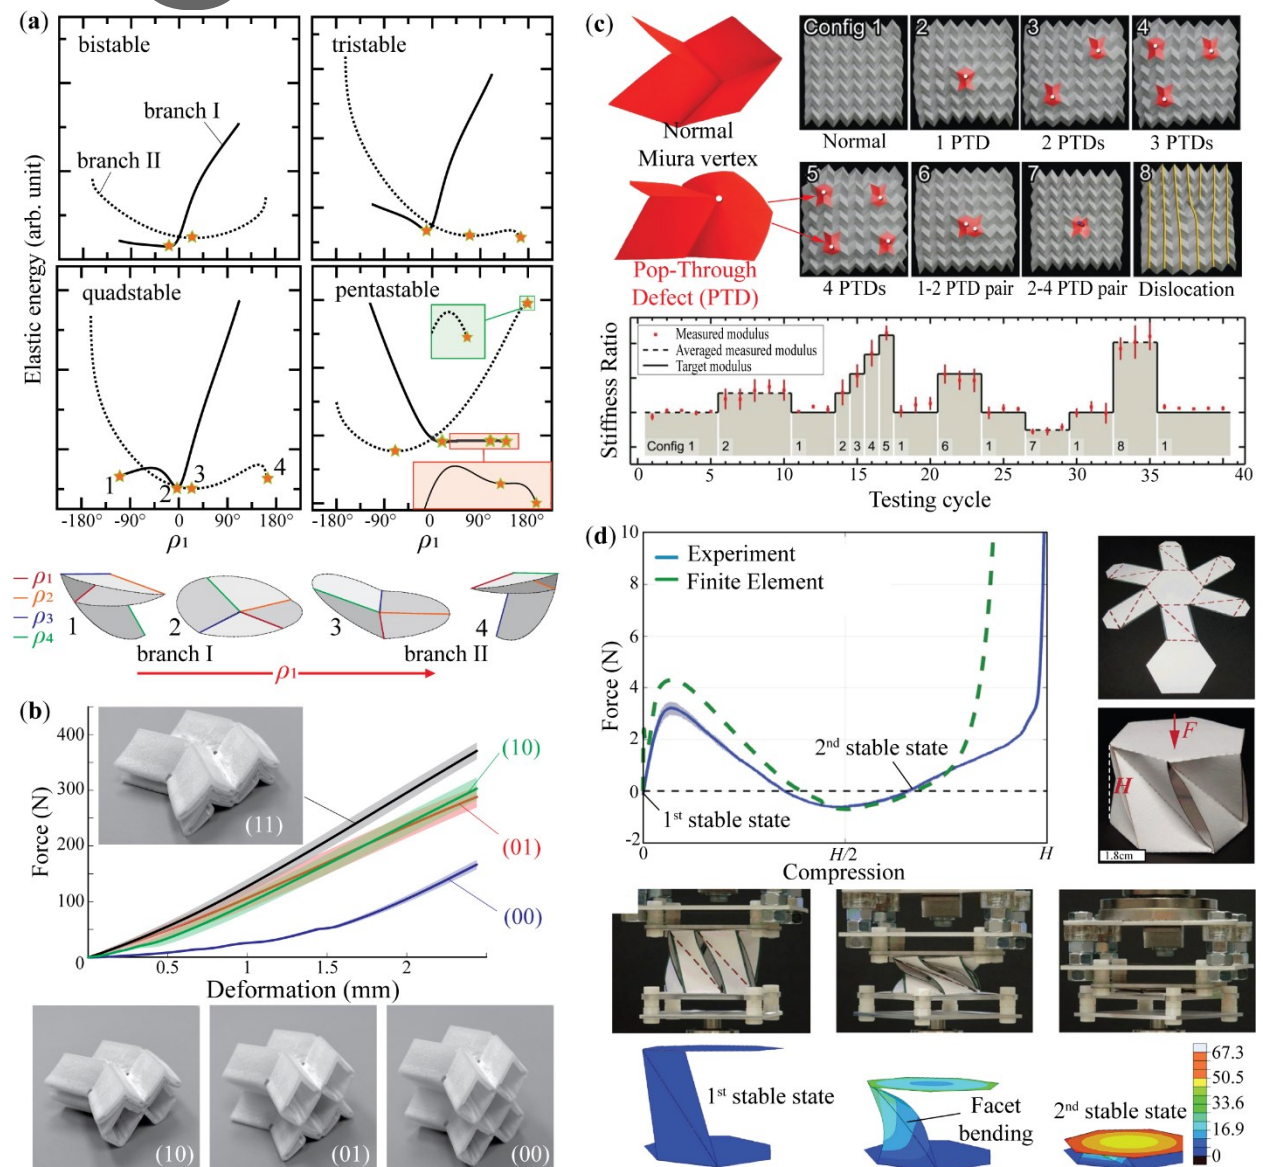 (a)
bistable
tristable
branch I
branch II
quadstable
pentastable
1
2
3
4
Elastic energy (arb. unit)
-180°
-90°
0
90°
180°
-180°
-90°
0
90°
180°
ρ1
ρ1
ρ1
ρ2
ρ3
ρ4
1
2
3
4
branch I
branch II
ρ1
(b)
400
300
200
100
0
Force (N)
(11)
(10)
(01)
(00)
0.5
1
1.5
2
Deformation (mm)
(10)
(01)
(00)
(c)
Normal
Miura vertex
Pop-Through
Defect (PTD)
Config 1
2
3
4
Normal
1 PTD
2 PTDs
3 PTDs
5
6
7
8
4 PTDs
1-2 PTD pair
2-4 PTD pair
Dislocation
Stiffness Ratio
Measured modulus
Averaged measured modulus
Target modulus
Config 1
2
1
2
3
4
5
1
6
1
7
1
8
1
0
5
10
15
20
25
30
35
40
Testing cycle
(d)
10
8
6
4
2
0
-2
Force (N)
Experiment
Finite Element
2nd stable state
1st stable state
0
H/2
H
Compression
F
H
1.8cm
1st stable state
Facet
bending
2nd stable state
67.3
50.5
33.6
16.9
0